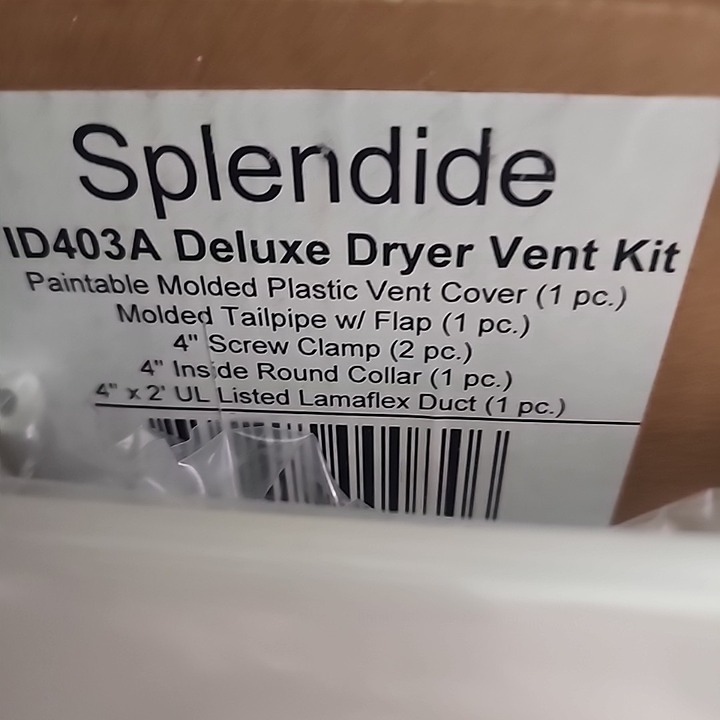 Splendide
ID403A Deluxe Dryer Vent Kit
Paintable Molded Plastic Vent Cover (1 pc.)
Molded Tailpipe w/ Flap (1 pc.)
4" Screw Clamp (2 pc.)
4" Inside Round Collar (1 pc.)
4" x 2' UL Listed Lamaflex Duct (1 pc.)